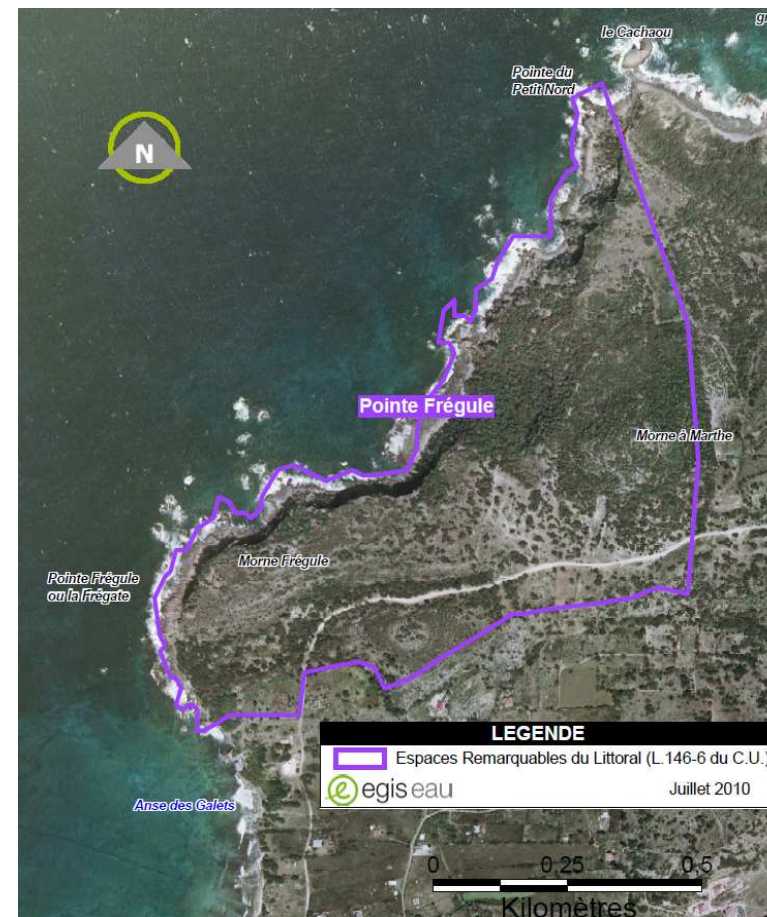 le Cachaou
Pointe du
Petit Nord
N
Pointe Frégule
Morne à Marthe
Morne Frégule
Pointe Frégule
ou la Frégate
LEGENDE
Espaces Remarquables du Littoral (L.146-6 du C.U.)
egis eau
Juillet 2010
Anse des Galets
0 0,25 0,5
Kilomètres